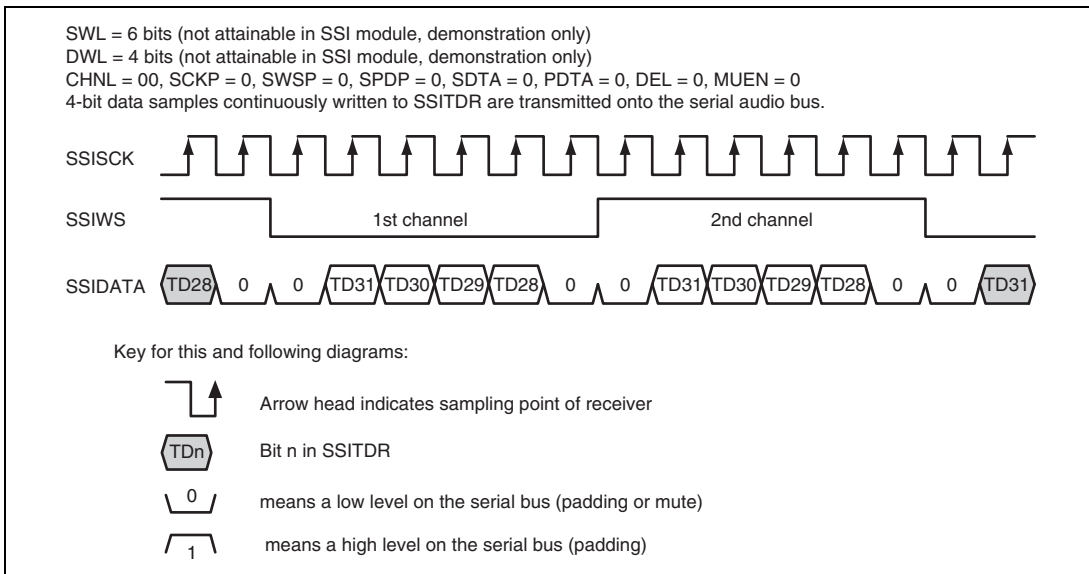 SWL = 6 bits (not attainable in SSI module, demonstration only)
DWL = 4 bits (not attainable in SSI module, demonstration only)
CHNL = 00, SCKP = 0, SWSP = 0, SPDP = 0, SDTA = 0, PDTA = 0, DEL = 0, MUEN = 0
4-bit data samples continuously written to SSITDR are transmitted onto the serial audio bus.
SSISCK
SSIWS 1st channel 2nd channel
SSIDATA TD28 0 0 TD31 TD30 TD29 TD28 0 0 TD31 TD30 TD29 TD28 0 0 TD31
Key for this and following diagrams:
Arrow head indicates sampling point of receiver
TDn Bit n in SSITDR
0 means a low level on the serial bus (padding or mute)
1 means a high level on the serial bus (padding)